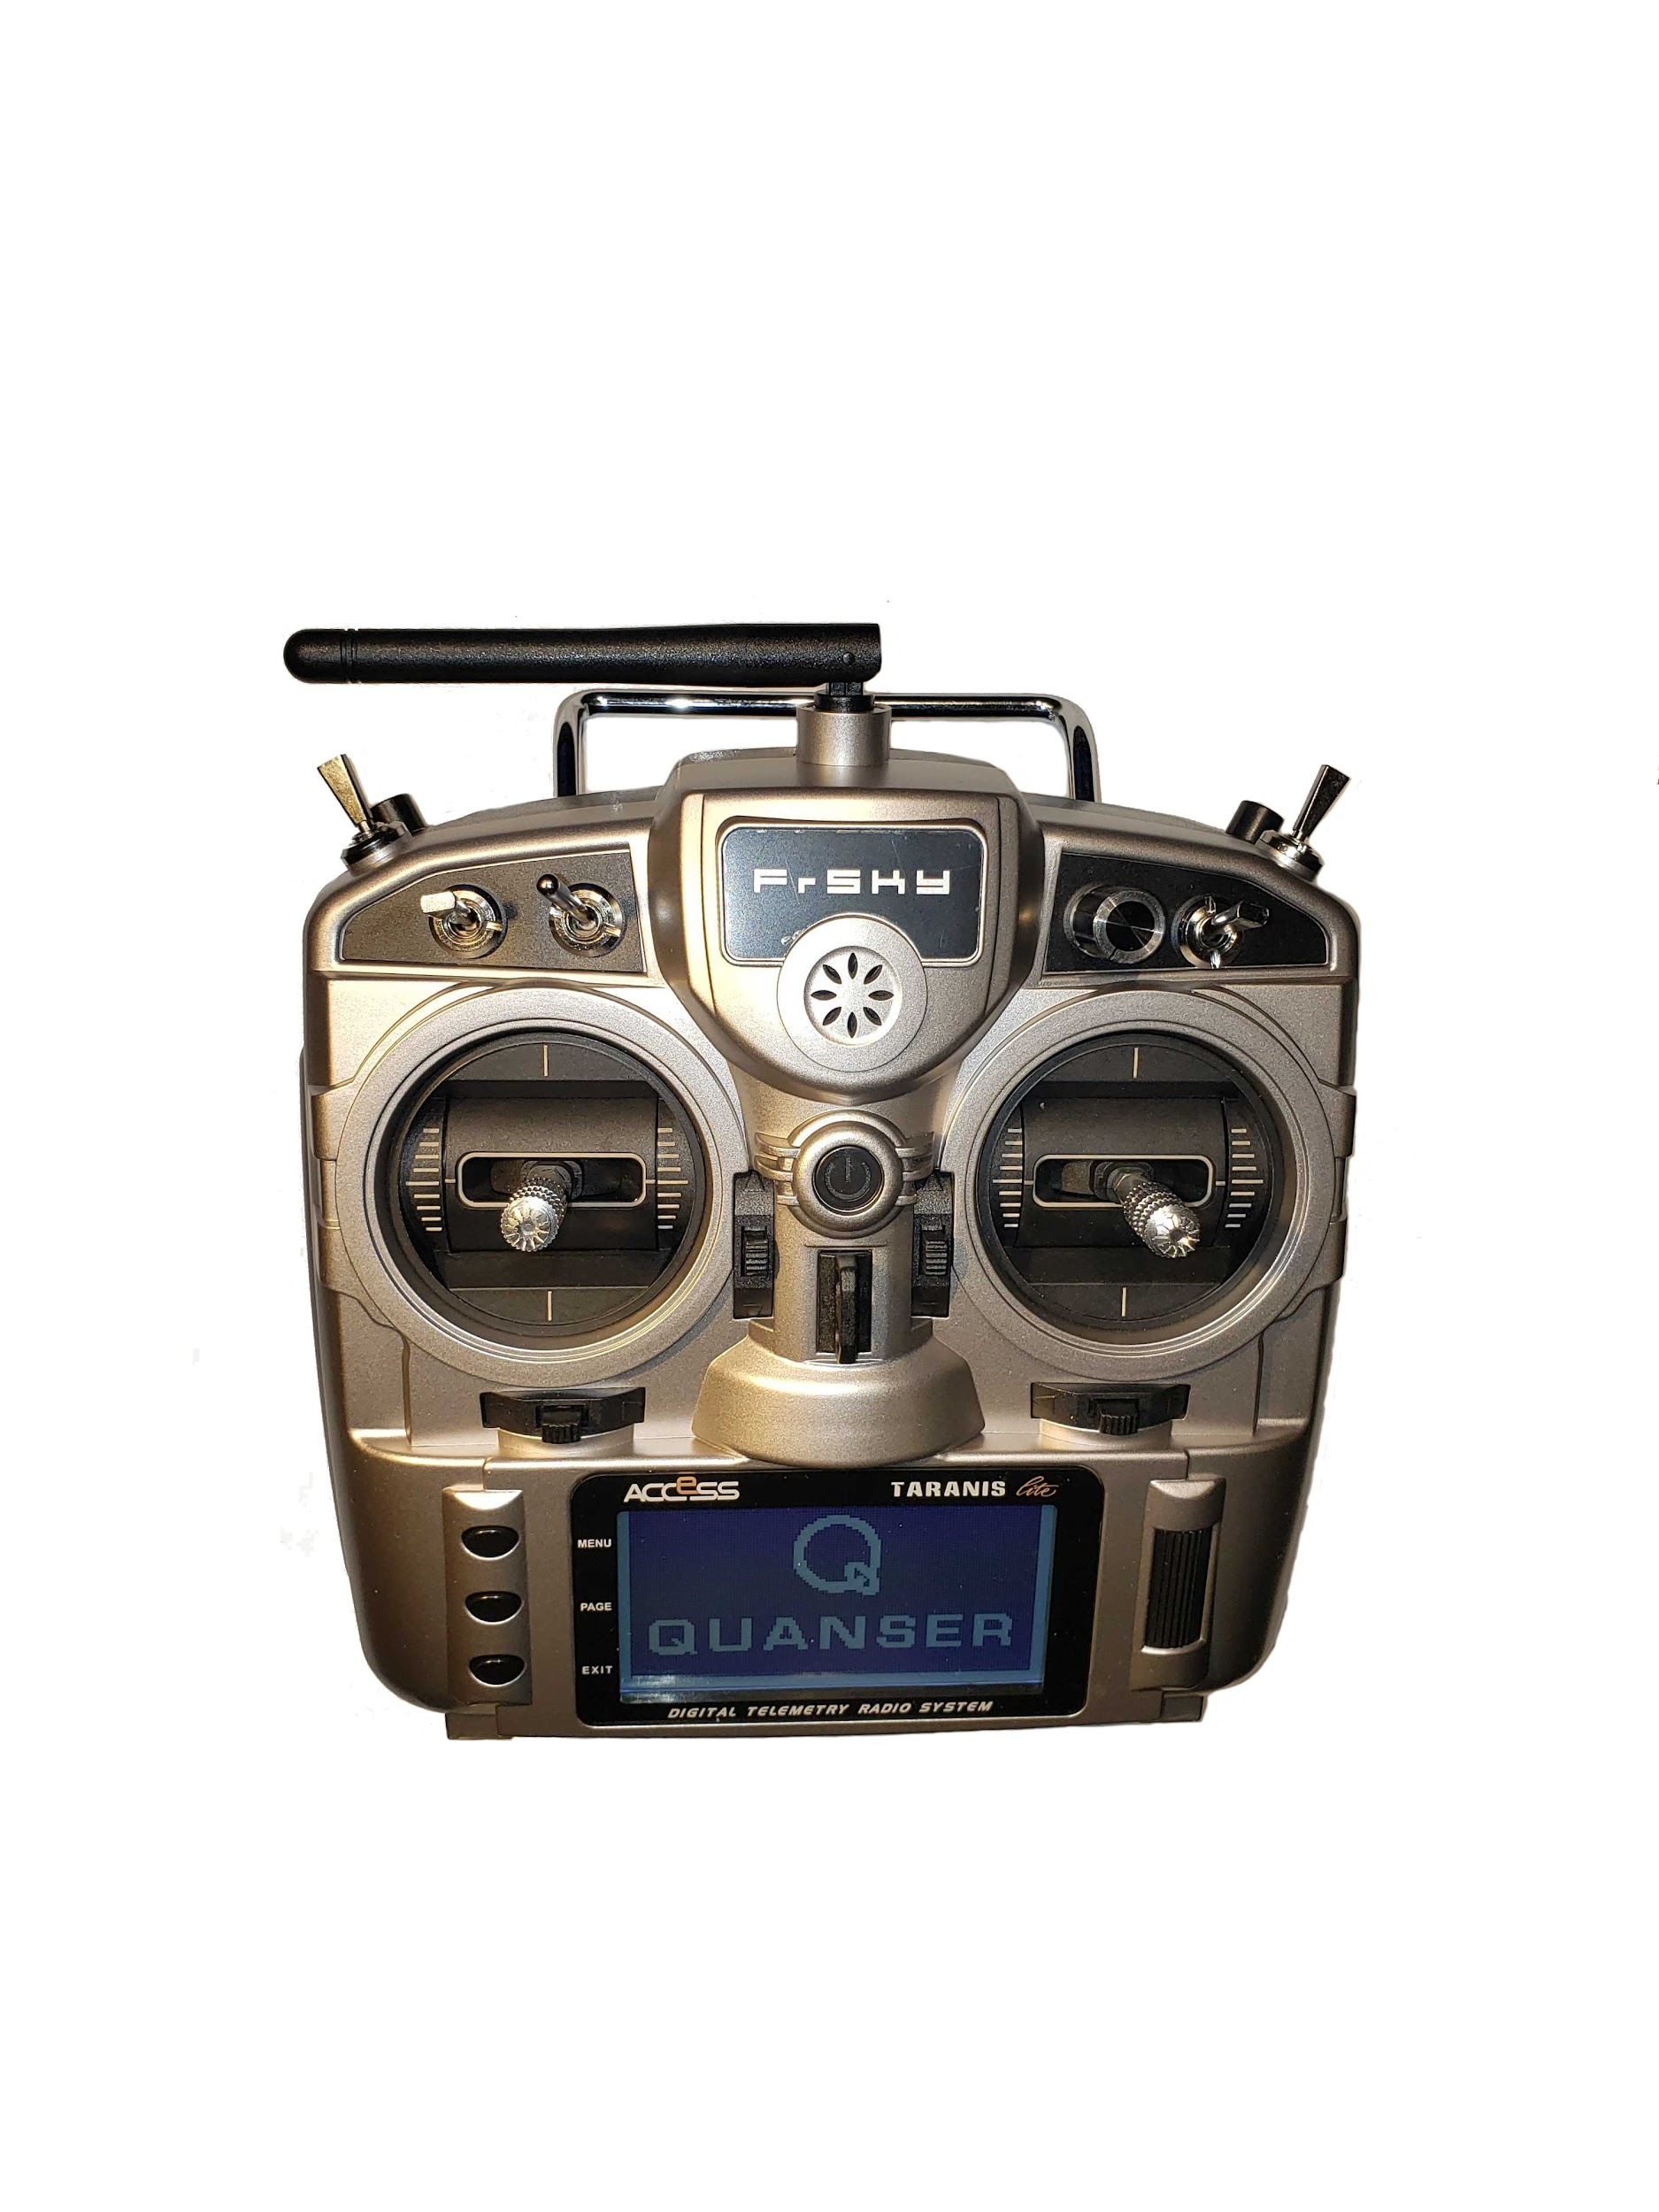 FrSKY
ACCeSS
TARANIS lite
MENU
PAGE
EXIT
Q
QUANSER
DIGITAL TELEMETRY RADIO SYSTEM